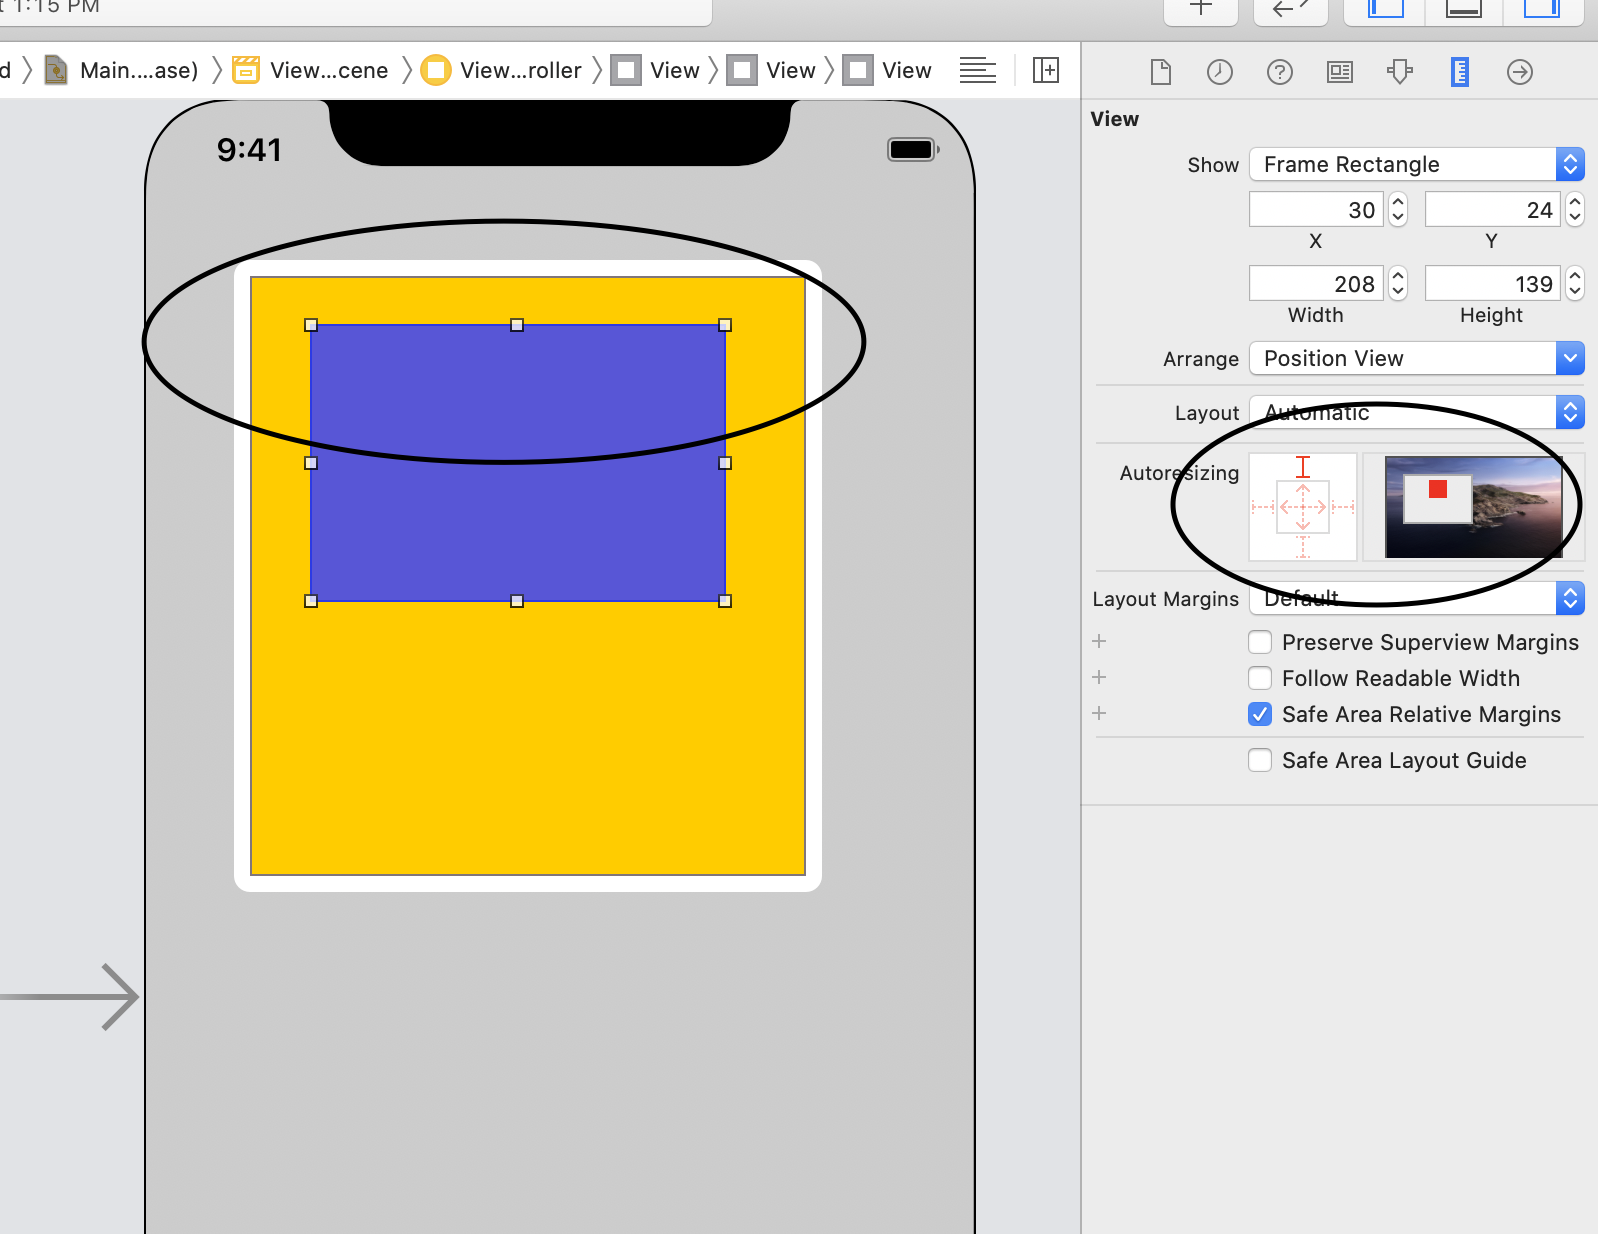 1:15 PM
d Main....ase) View...cene View...roller View View View
9:41
View
Show Frame Rectangle
30 24
X Y
208 139
Width Height
Arrange Position View
Layout Automatic
Autoresizing
Layout Margins Default
Preserve Superview Margins
Follow Readable Width
Safe Area Relative Margins
Safe Area Layout Guide